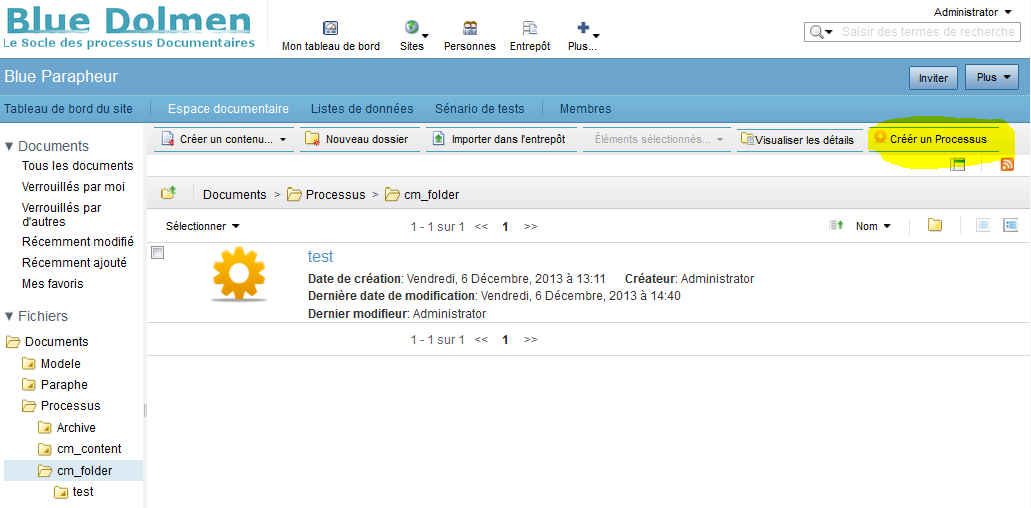 Blue Dolmen
Le Socle des processus Documentaires
Administrator
Mon tableau de bord
Sites
Personnes
Entrepôt
Plus...
Saisir des termes de recherche
Blue Parapheur
Inviter
Plus
Tableau de bord du site
Espace documentaire
Listes de données
Sénario de tests
Membres
Créer un contenu...
Nouveau dossier
Importer dans l'entrepôt
Éléments sélectionnés...
Visualiser les détails
Créér un Processus
Documents
Tous les documents
Verrouillés par moi
Verrouillés par
d'autres
Récemment modifié
Récemment ajouté
Mes favoris
Fichiers
Documents
Modele
Paraphe
Processus
Archive
cm_content
cm_folder
test
Documents > Processus > cm_folder
Sélectionner
1 - 1 sur 1 << 1 >>
Nom
test
Date de création: Vendredi, 6 Décembre, 2013 à 13:11 Créateur: Administrator
Dernière date de modification: Vendredi, 6 Décembre, 2013 à 14:40
Dernier modifieur: Administrator
1 - 1 sur 1 << 1 >>